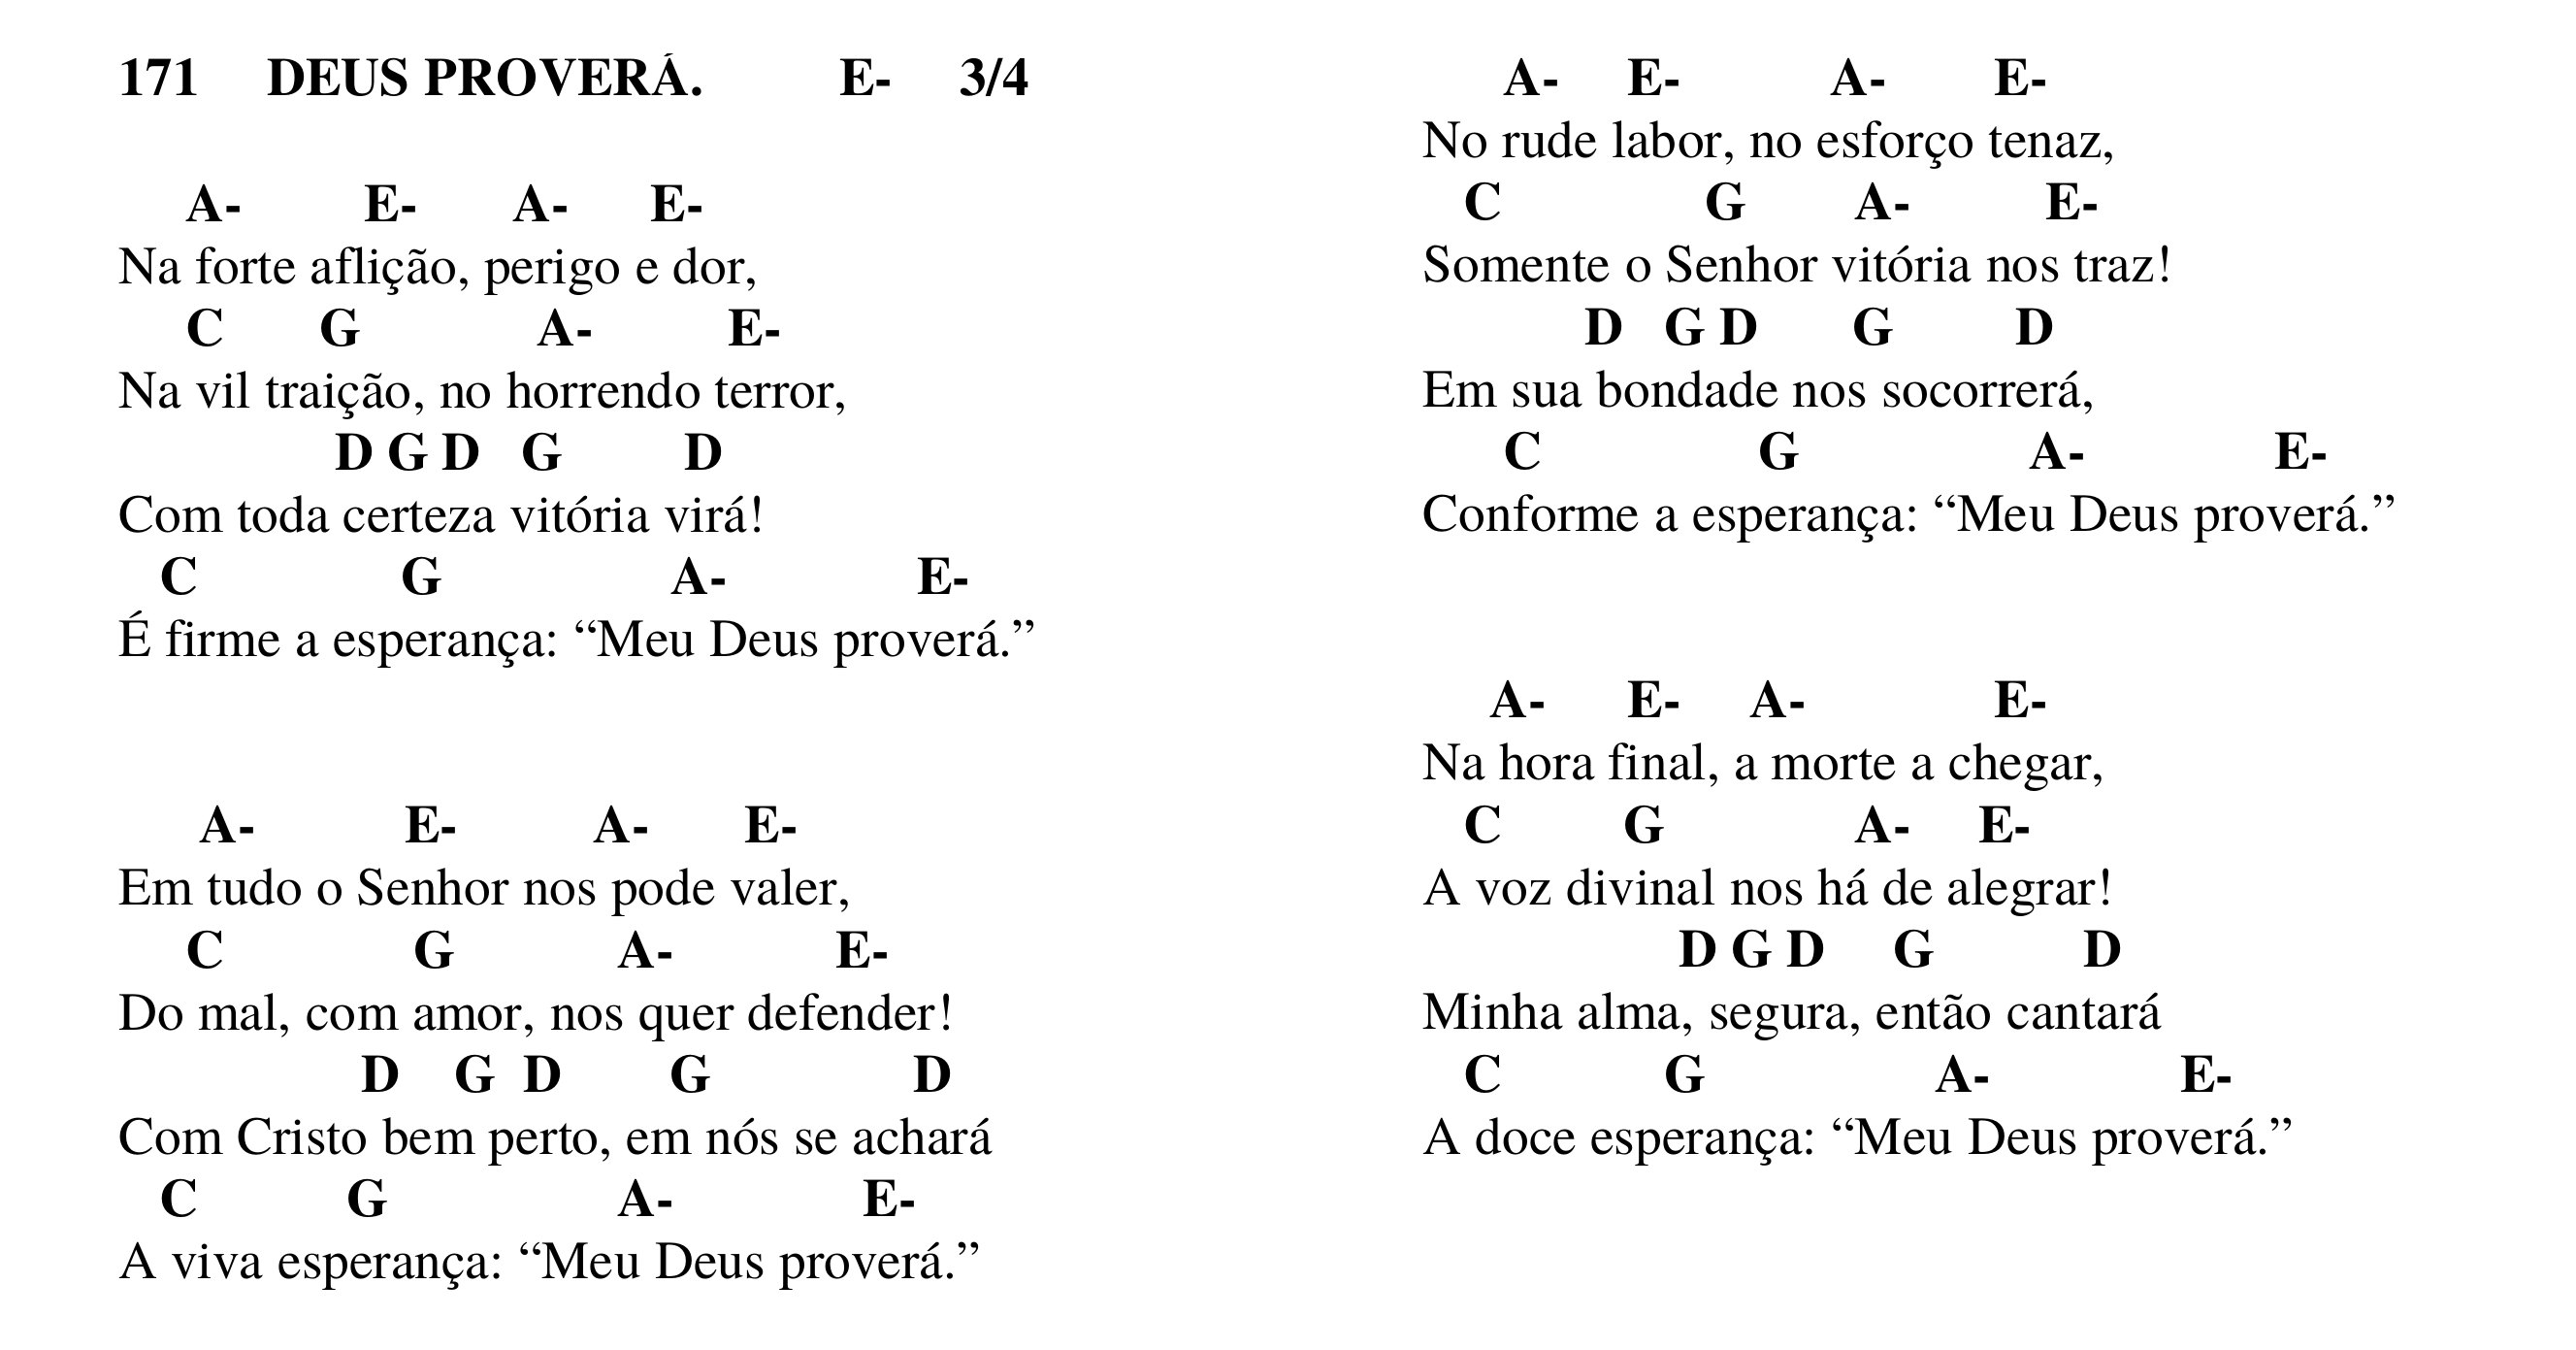 171 DEUS PROVERÁ. E- 3/4
A- E- A- E-
Na forte aflição, perigo e dor,
C G A- E-
Na vil traição, no horrendo terror,
D G D G D
Com toda certeza vitória virá!
C G A- E-
É firme a esperança: “Meu Deus proverá.”
A- E- A- E-
Em tudo o Senhor nos pode valer,
C G A- E-
Do mal, com amor, nos quer defender!
D G D G D
Com Cristo bem perto, em nós se achará
C G A- E-
A viva esperança: “Meu Deus proverá.”
A- E- A- E-
No rude labor, no esforço tenaz,
C G A- E-
Somente o Senhor vitória nos traz!
D G D G D
Em sua bondade nos socorrerá,
C G A- E-
Conforme a esperança: “Meu Deus proverá.”
A- E- A- E-
Na hora final, a morte a chegar,
C G A- E-
A voz divinal nos há de alegrar!
D G D G D
Minha alma, segura, então cantará
C G A- E-
A doce esperança: “Meu Deus proverá.”